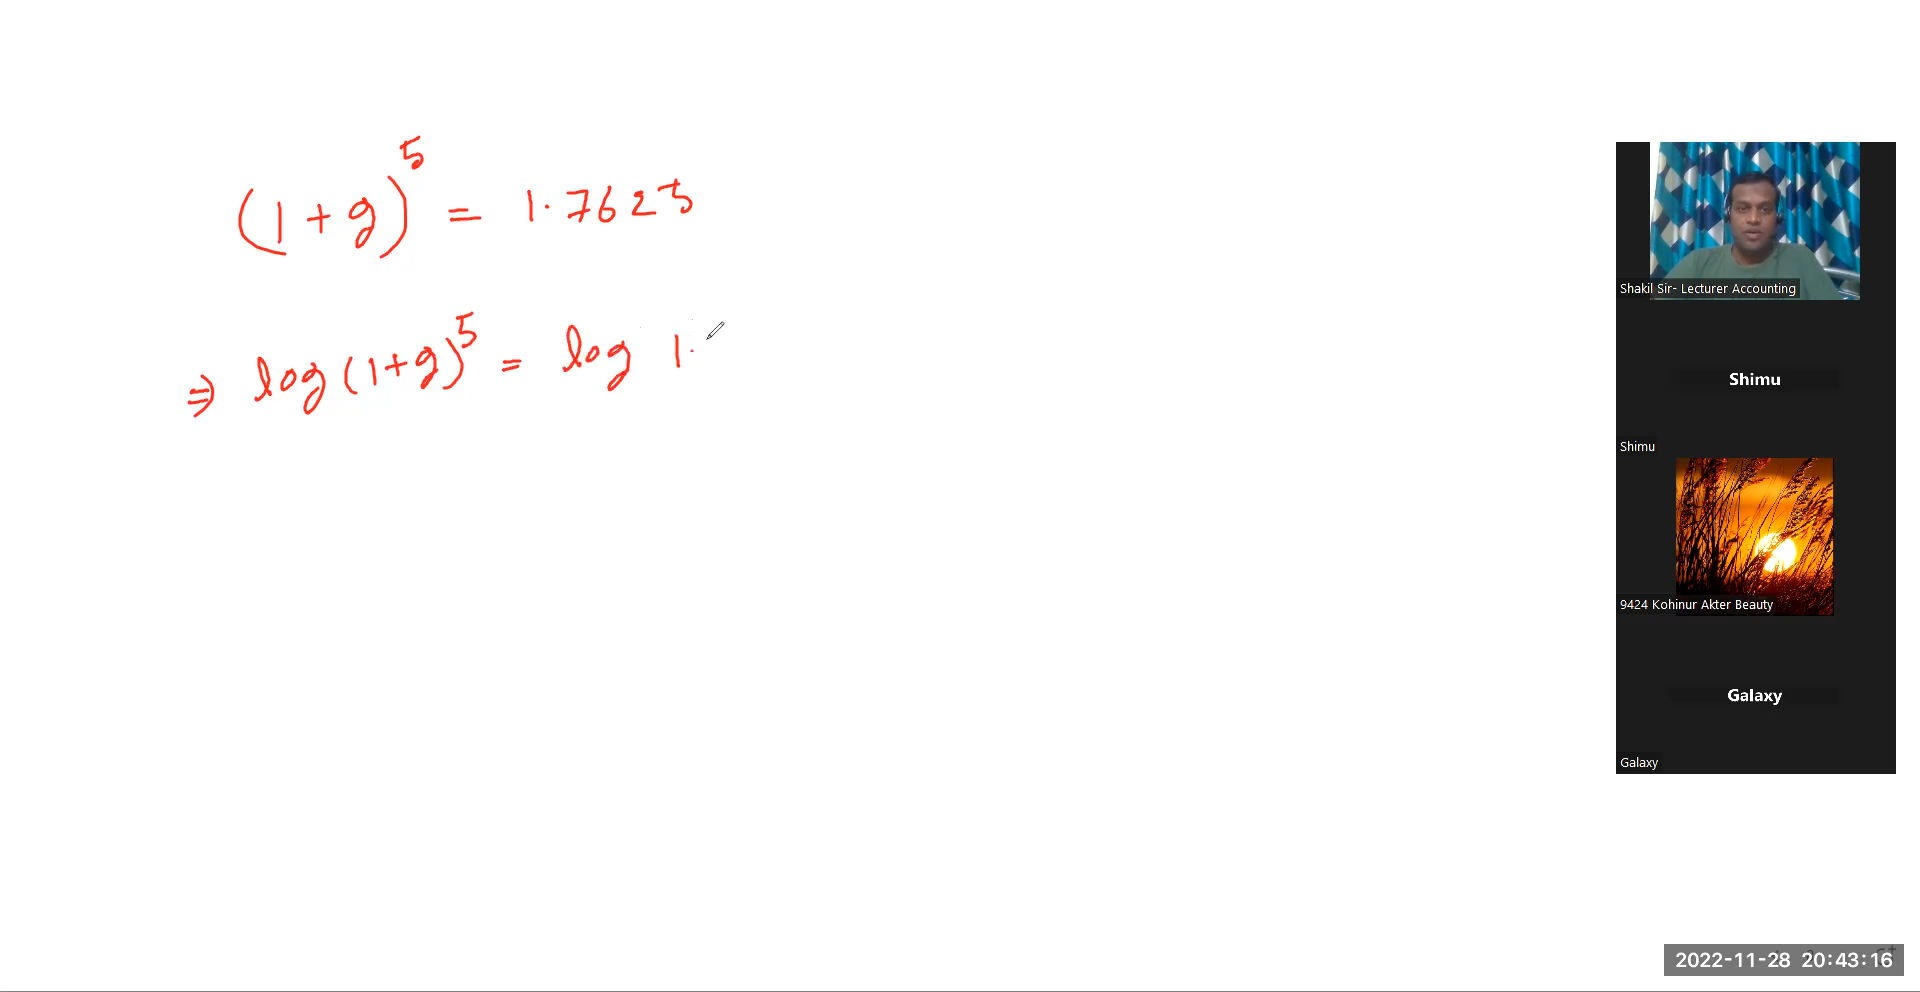 (1+g)^5 = 1.7625
⇒ log(1+g)^5 = log 1.
Shakil Sir- Lecturer Accounting
Shimu
Shimu
9424 Kohinur Akter Beauty
Galaxy
Galaxy
2022-11-28 20:43:16